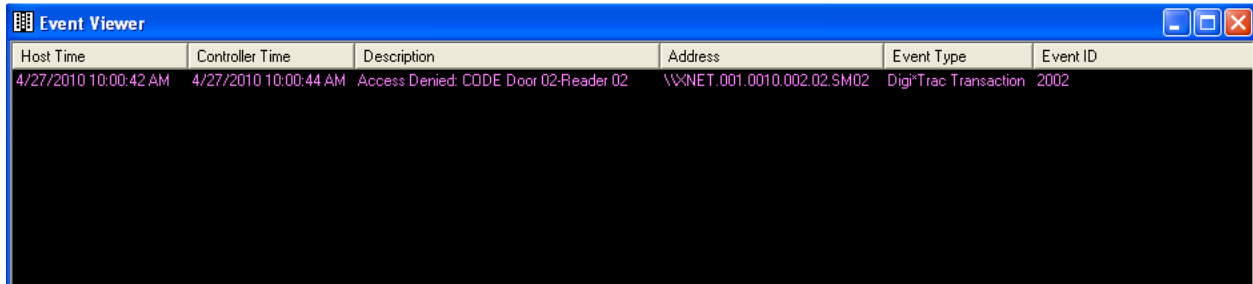 Event Viewer
Host Time Controller Time Description Address Event Type Event ID
4/27/2010 10:00:42 AM 4/27/2010 10:00:44 AM Access Denied: CODE Door 02-Reader 02 \\XNET.001.0010.002.02.SM02 Digi*Trac Transaction 2002